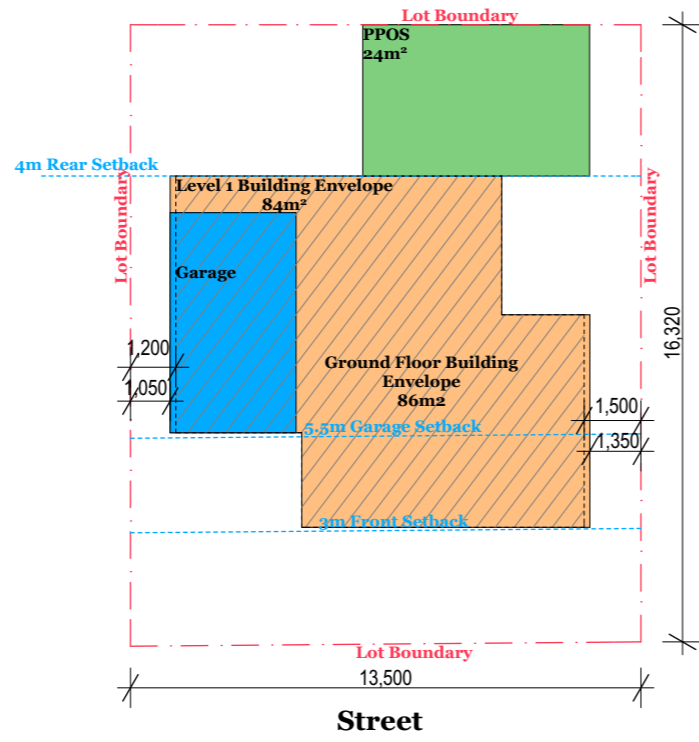 Lot Boundary
PPOS
24m²
4m Rear Setback
Level 1 Building Envelope
84m²
Lot Boundary
Lot Boundary
Garage
16,320
1,200
1,050
Ground Floor Building
Envelope
86m2
1,500
5.5m Garage Setback
1,350
3m Front Setback
Lot Boundary
13,500
Street